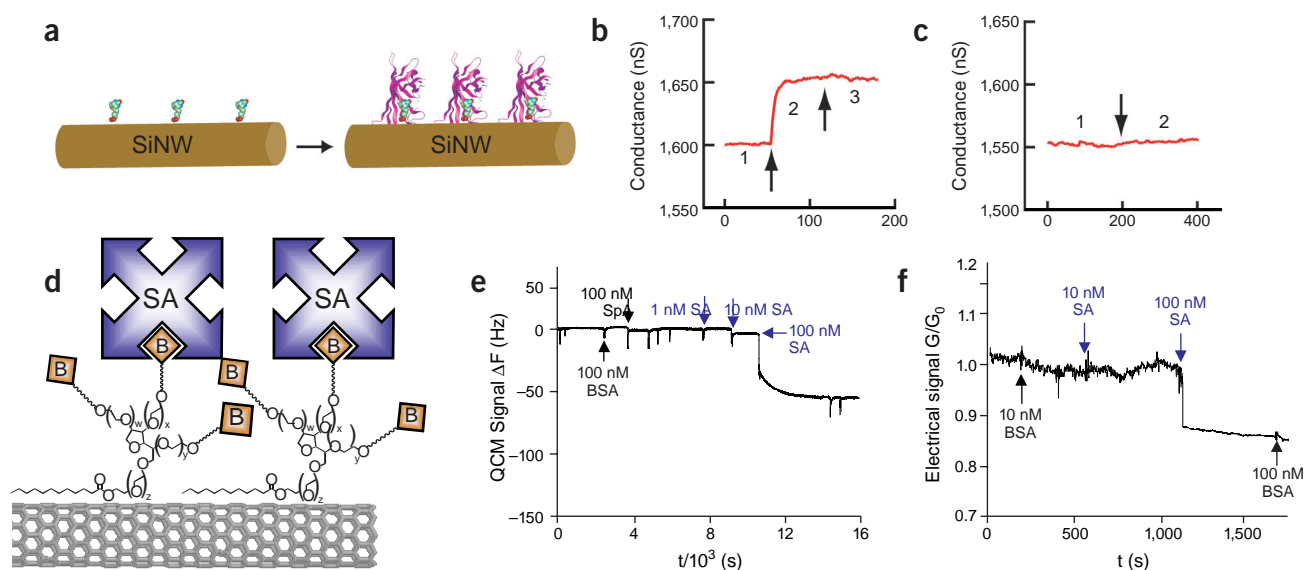 a
SiNW
SiNW
b
Conductance (nS)
1,700
1,650
1,600
1,550
1
2
3
0
100
200
c
Conductance (nS)
1,600
1,550
1,500
1
2
0
200
400
d
SA
SA
B
B
B
B
B
B
O
O
O
O
O
O
O
w
x
y
z
O
O
O
O
O
O
O
w
x
y
z
e
QCM Signal ΔF (Hz)
50
0
−50
−100
−150
100 nM
SpA
1 nM SA
10 nM SA
100 nM
SA
100 nM
BSA
0
4
8
12
16
t/10³ (s)
f
Electrical signal G/G₀
1.2
1.1
1.0
0.9
0.8
0.7
10 nM
SA
100 nM
SA
10 nM
BSA
100 nM
BSA
0
500
1,000
1,500
t (s)